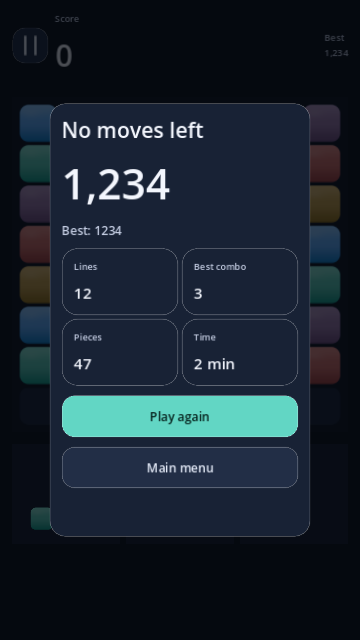 Score
0
Best
1,234
No moves left
1,234
Best: 1234
Lines
12
Best combo
3
Pieces
47
Time
2 min
Play again
Main menu